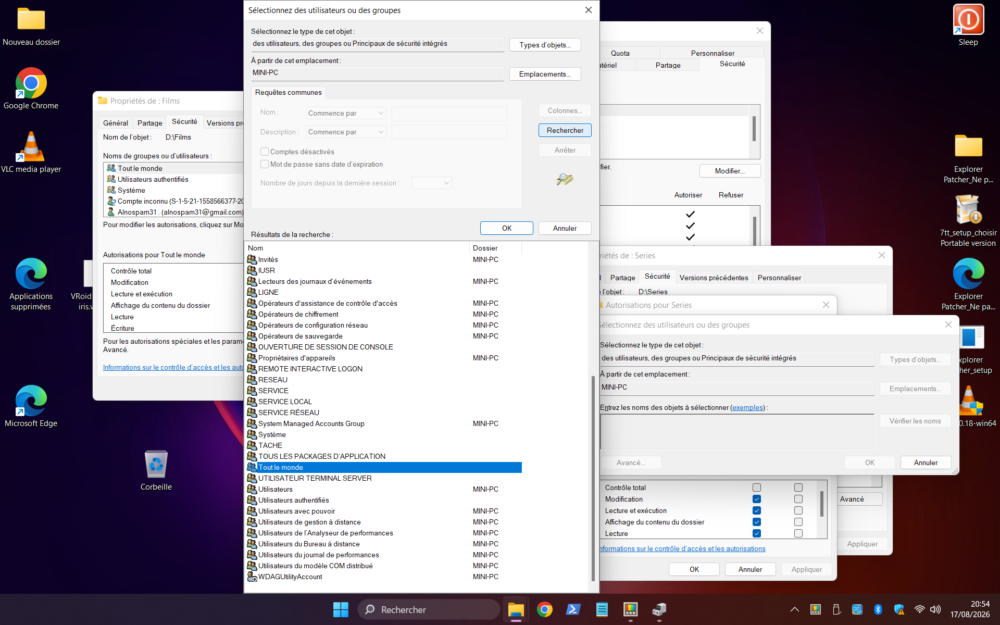 Nouveau dossier
Google Chrome
VLC media player
Applications
supprimées
VRoid
iris.v
Microsoft Edge
Corbeille
Propriétés de : Films
Général
Partage
Sécurité
Versions pr
Nom de l'objet :
D:\Films
Noms de groupes ou d'utilisateurs :
Tout le monde
Utilisateurs authentifiés
Système
Compte inconnu (S-1-5-21-1558566377-20
Alnospam31 . (alnospam31@gmail.com)
Pour modifier les autorisations, cliquez sur Mo
Autorisations pour Tout le monde
Contrôle total
Modification
Lecture et exécution
Affichage du contenu du dossier
Lecture
Écriture
Pour les autorisations spéciales et les param
Avancé.
Informations sur le contrôle d'accès et les auto
Sélectionnez des utilisateurs ou des groupes
Sélectionnez le type de cet objet :
des utilisateurs, des groupes ou Principaux de sécurité intégrés
Types d'objets...
À partir de cet emplacement :
MINI-PC
Emplacements...
Requêtes communes
Nom :
Commence par
Description :
Commence par
Comptes désactivés
Mot de passe sans date d'expiration
Nombre de jours depuis la dernière session :
Colonnes...
Rechercher
Arrêter
OK
Annuler
Résultats de la recherche :
Nom
Dossier
Invités
MINI-PC
IUSR
Lecteurs des journaux d'événements
MINI-PC
LIGNE
Opérateurs d'assistance de contrôle d'accès
MINI-PC
Opérateurs de chiffrement
MINI-PC
Opérateurs de configuration réseau
MINI-PC
Opérateurs de sauvegarde
MINI-PC
OUVERTURE DE SESSION DE CONSOLE
Propriétaires d'appareils
MINI-PC
REMOTE INTERACTIVE LOGON
RESEAU
SERVICE
SERVICE LOCAL
SERVICE RÉSEAU
System Managed Accounts Group
MINI-PC
Système
TACHE
TOUS LES PACKAGES D'APPLICATION
Tout le monde
UTILISATEUR TERMINAL SERVER
Utilisateurs
MINI-PC
Utilisateurs authentifiés
Utilisateurs avec pouvoir
MINI-PC
Utilisateurs de gestion à distance
MINI-PC
Utilisateurs de l'Analyseur de performances
MINI-PC
Utilisateurs du Bureau à distance
MINI-PC
Utilisateurs du journal de performances
MINI-PC
Utilisateurs du modèle COM distribué
MINI-PC
WDAGUtilityAccount
MINI-PC
Quota
Personnaliser
atériel
Partage
Sécurité
fier.
Modifier...
Autoriser
Refuser
riétés de : Series
l
Partage
Sécurité
Versions précédentes
Personnaliser
l'objet :
D:\Series
Autorisations pour Series
Sélectionnez des utilisateurs ou des groupes
Sélectionnez le type de cet objet :
des utilisateurs, des groupes ou Principaux de sécurité intégrés
Types d'objets...
À partir de cet emplacement :
MINI-PC
Emplacements...
Entrez les noms des objets à sélectionner (exemples) :
Vérifier les noms
Avancé...
OK
Annuler
Contrôle total
Modification
Lecture et exécution
Affichage du contenu du dossier
Lecture
Informations sur le contrôle d'accès et les autorisations
OK
Annuler
Appliquer
Avancé
Appliquer
Sleep
Explorer
Patcher_Ne p...
7tt_setup_choisir
Portable version
Explorer
Patcher_Ne pa...
xplorer
her_setup
0.18-win64
Rechercher
20:54
17/08/2026